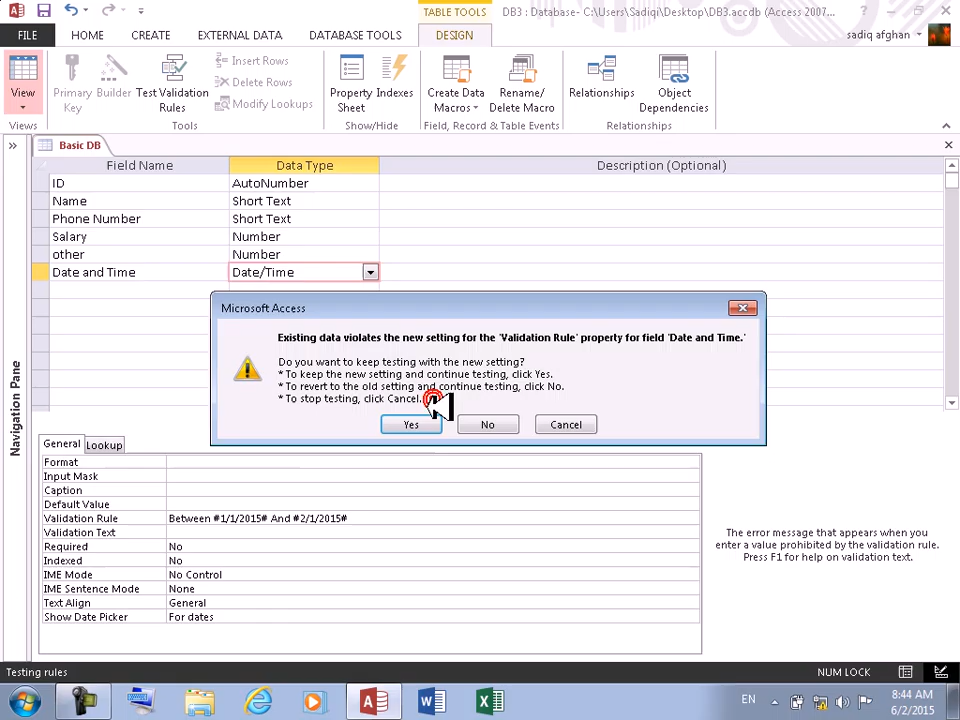 TABLE TOOLS
DB3 : Database- C:\Users\Sadiqi\Desktop\DB3.accdb (Access 2007...
FILE HOME CREATE EXTERNAL DATA DATABASE TOOLS DESIGN sadiq afghan
View
Views
Primary Key
Builder
Test Validation Rules
Insert Rows
Delete Rows
Modify Lookups
Tools
Property Sheet
Indexes
Show/Hide
Create Data Macros
Rename/ Delete Macro
Field, Record & Table Events
Relationships
Object Dependencies
Relationships
Basic DB
Field Name Data Type Description (Optional)
ID AutoNumber
Name Short Text
Phone Number Short Text
Salary Number
other Number
Date and Time Date/Time
Navigation Pane
Microsoft Access
Existing data violates the new setting for the 'Validation Rule' property for field 'Date and Time.'
Do you want to keep testing with the new setting?
* To keep the new setting and continue testing, click Yes.
* To revert to the old setting and continue testing, click No.
* To stop testing, click Cancel.
Yes No Cancel
General Lookup
Format
Input Mask
Caption
Default Value
Validation Rule Between #1/1/2015# And #2/1/2015#
Validation Text
Required No
Indexed No
IME Mode No Control
IME Sentence Mode None
Text Align General
Show Date Picker For dates
The error message that appears when you
enter a value prohibited by the validation rule.
Press F1 for help on validation text.
Testing rules NUM LOCK
EN
8:44 AM
6/2/2015